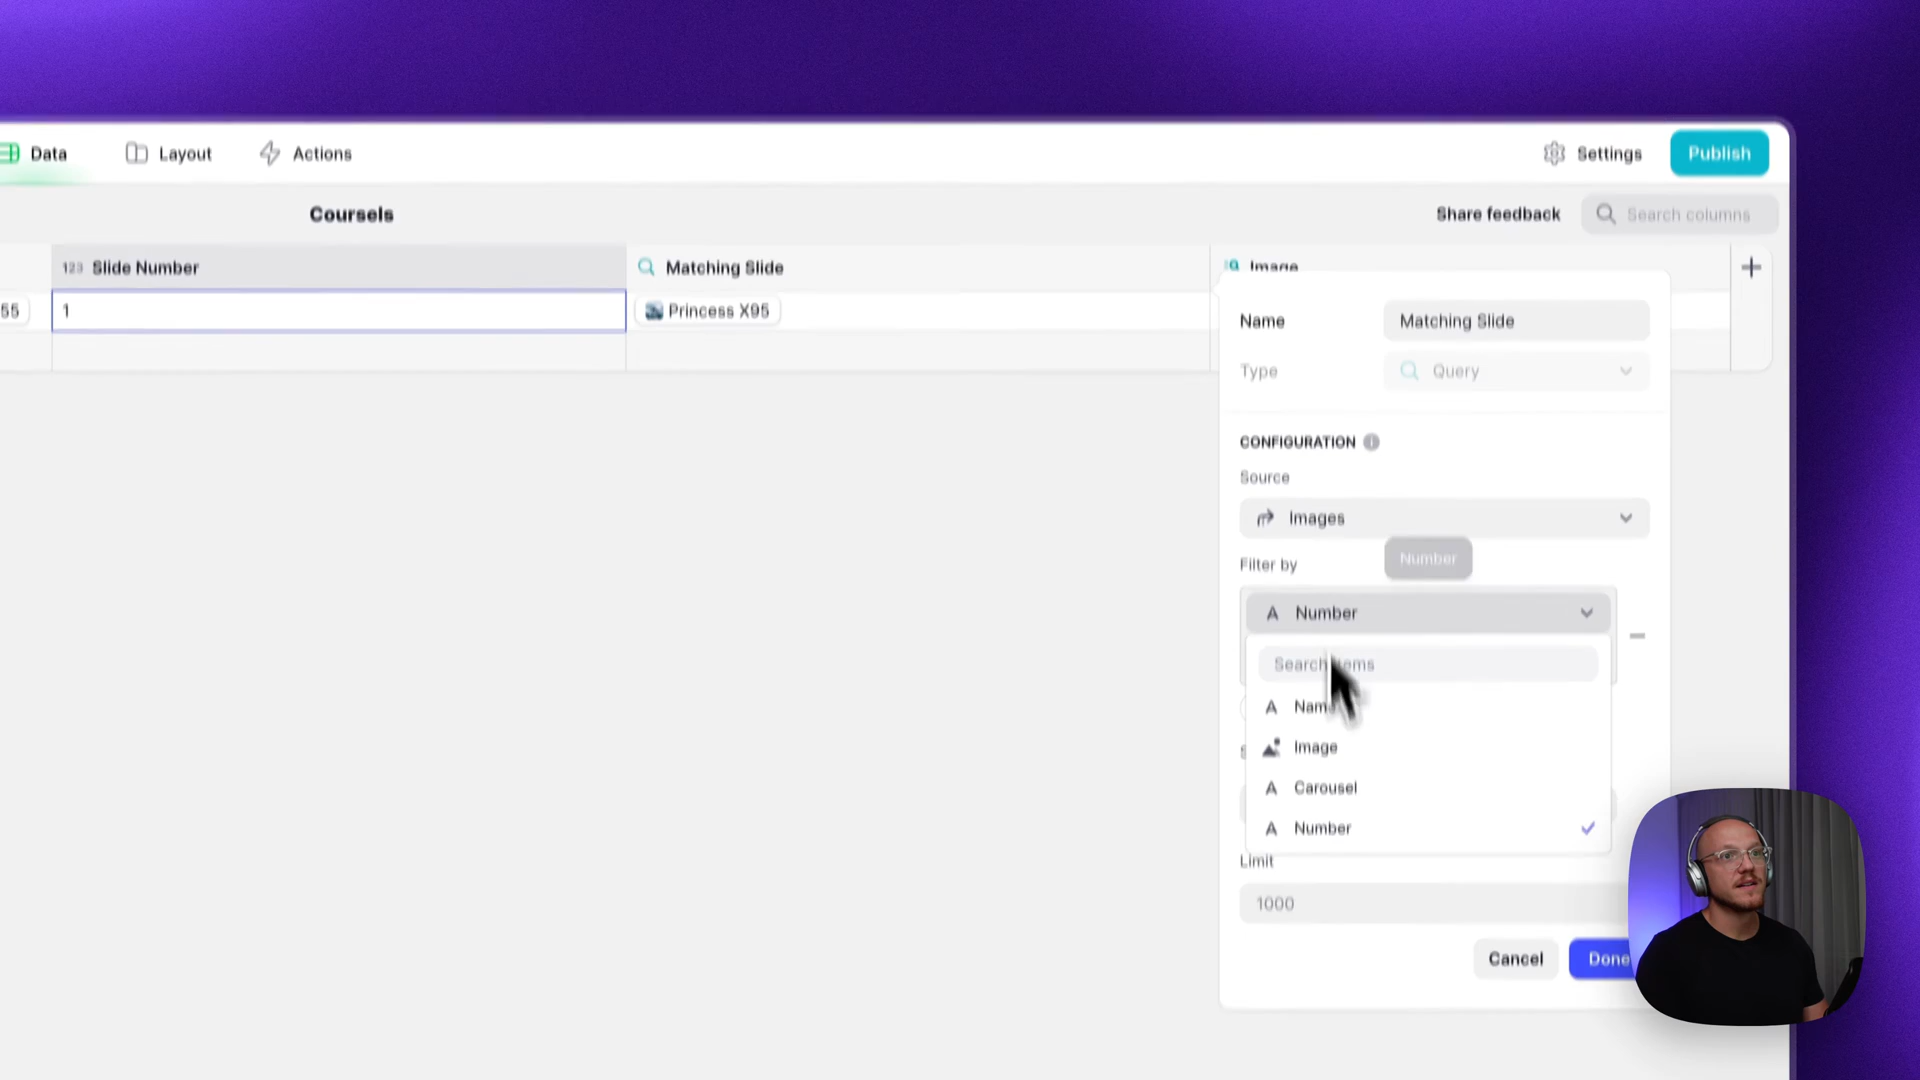 Data
Layout
Actions
Settings
Publish
Coursels
Share feedback
Search columns
123 Slide Number
Matching Slide
Image
55
1
Princess X95
Name
Matching Slide
Type
Query
CONFIGURATION
Source
Images
Filter by
Number
A Number
Search
A
A Image
A Carousel
A Number
Limit
1000
Cancel
Done